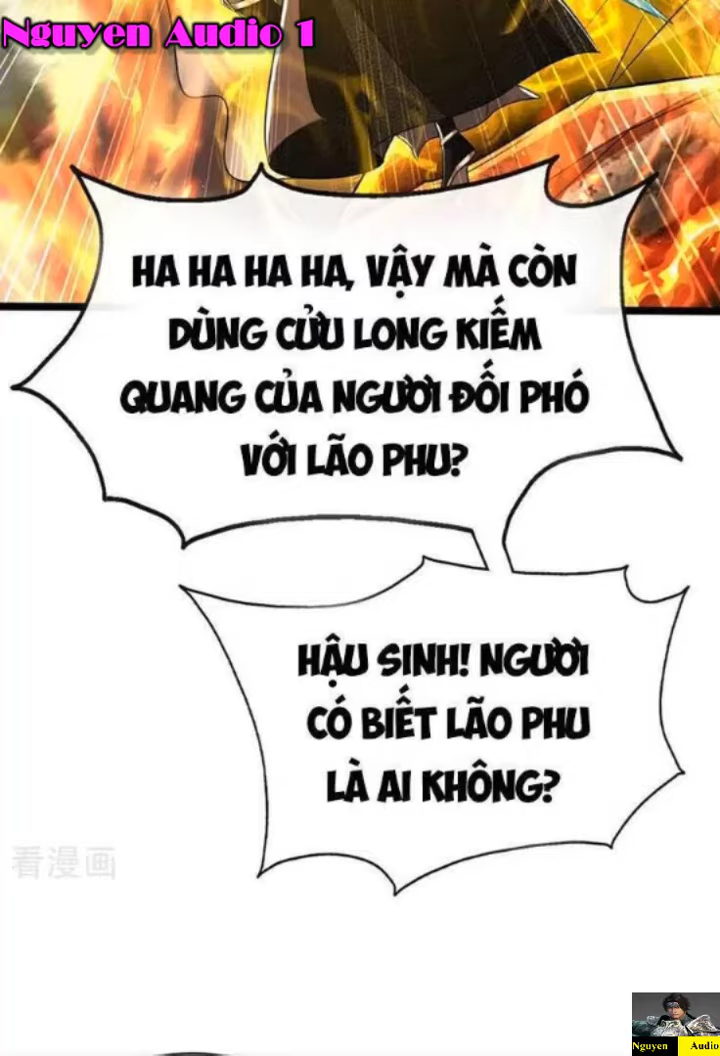 Nguyen Audio 1
HA HA HA HA, VẬY MÀ CÒN
DÙNG CỬU LONG KIẾM
QUANG CỦA NGƯƠI ĐỐI PHÓ
VỚI LÃO PHU?
HẬU SINH! NGƯƠI
CÓ BIẾT LÃO PHU
LÀ AI KHÔNG?
看漫画
Nguyen Audio